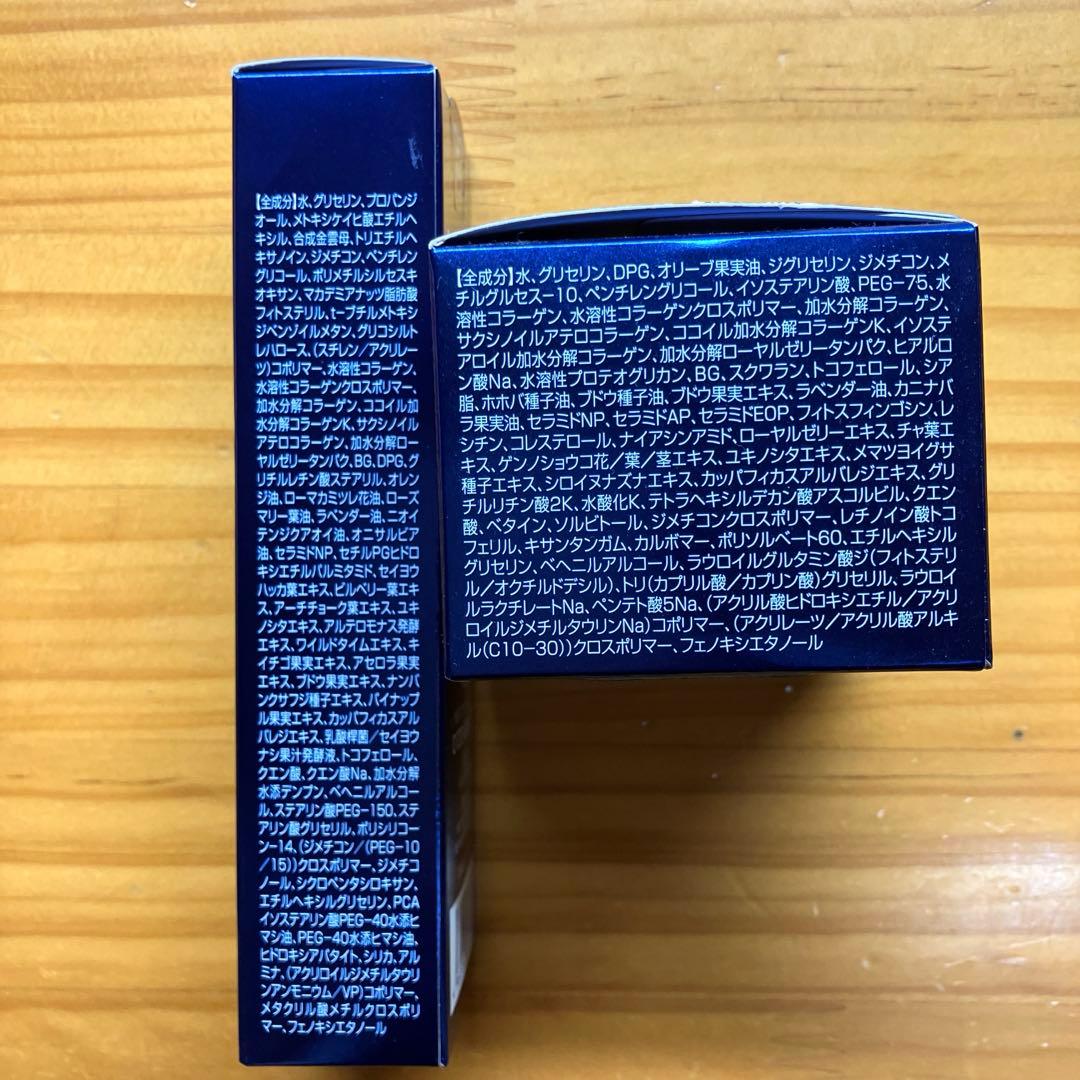 【全成分】水、グリセリン、プロパンジ
オール、メトキシケイヒ酸エチルヘ
キシル、合成金雲母、トリエチルヘ
キサノイン、ジメチコン、ペンチレン
グリコール、ポリメチルシルセスキ
オキサン、マカデミアナッツ脂肪酸
フィトステリル、t-ブチルメトキシ
ジベンゾイルメタン、グリコシルト
レハロース、(スチレン/アクリレー
ツ)コポリマー、水溶性コラーゲン、
水溶性コラーゲンクロスポリマー、
加水分解コラーゲン、ココイル加
水分解コラーゲンK、サクシノイル
アテロコラーゲン、加水分解ロー
ヤルゼリータンパク、BG、DPG、グ
リチルレチン酸ステアリル、オレン
ジ油、ローマカミツレ花油、ローズ
マリー葉油、ラベンダー油、ニオイ
テンジクアオイ油、オニサルビア
油、セラミドNP、セチルPGヒドロ
キシエチルパルミタミド、セイヨウ
ハッカ葉エキス、ビルベリー葉エキ
ス、アーチチョーク葉エキス、ユキ
ノシタエキス、アルテロモナス発酵
エキス、ワイルドタイムエキス、キ
イチゴ果実エキス、アセロラ果実
エキス、ブドウ果実エキス、ナンバ
ンクサフジ種子エキス、パイナップ
ル果実エキス、カッパフィカスアル
バレジエキス、乳酸桿菌/セイヨウ
ナシ果汁発酵液、トコフェロール、
クエン酸、クエン酸Na、加水分解
水添デンプン、ベヘニルアルコー
ル、ステアリン酸PEG-150、ステ
アリン酸グリセリル、ポリシリコー
ン-14、(ジメチコン/(PEG-10
/15))クロスポリマー、ジメチコ
ノール、シクロペンタシロキサン、
エチルヘキシルグリセリン、PCA
イソステアリン酸PEG-40水添ヒ
マシ油、PEG-40水添ヒマシ油、
ヒドロキシアパタイト、シリカ、アル
ミナ、(アクリロイルジメチルタウリ
ンアンモニウム/VP)コポリマー、
メタクリル酸メチルクロスポリ
マー、フェノキシエタノール
【全成分】水、グリセリン、DPG、オリーブ果実油、ジグリセリン、ジメチコン、メ
チルグルセス-10、ペンチレングリコール、イソステアリン酸、PEG-75、水
溶性コラーゲン、水溶性コラーゲンクロスポリマー、加水分解コラーゲン、
サクシノイルアテロコラーゲン、ココイル加水分解コラーゲンK、イソステ
アロイル加水分解コラーゲン、加水分解ローヤルゼリータンパク、ヒアルロ
ン酸Na、水溶性プロテオグリカン、BG、スクワラン、トコフェロール、シア
脂、ホホバ種子油、ブドウ種子油、ブドウ果実エキス、ラベンダー油、カニナバ
ラ果実油、セラミドNP、セラミドAP、セラミドEOP、フィトスフィンゴシン、レ
シチン、コレステロール、ナイアシンアミド、ローヤルゼリーエキス、チャ葉エ
キス、ゲンノショウコ花/葉/茎エキス、ユキノシタエキス、メマツヨイグサ
種子エキス、シロイヌナズナエキス、カッパフィカスアルバレジエキス、グリ
チルリチン酸2K、水酸化K、テトラヘキシルデカン酸アスコルビル、クエン
酸、ベタイン、ソルビトール、ジメチコンクロスポリマー、レチノイン酸トコ
フェリル、キサンタンガム、カルボマー、ポリソルベート60、エチルヘキシル
グリセリン、ベヘニルアルコール、ラウロイルグルタミン酸ジ(フィトステリ
ル/オクチルドデシル)、トリ(カプリル酸/カプリン酸)グリセリル、ラウロイ
ルラクチレートNa、ペンテト酸5Na、(アクリル酸ヒドロキシエチル/アクリ
ロイルジメチルタウリンNa)コポリマー、(アクリレーツ/アクリル酸アルキ
ル(C10-30))クロスポリマー、フェノキシエタノール